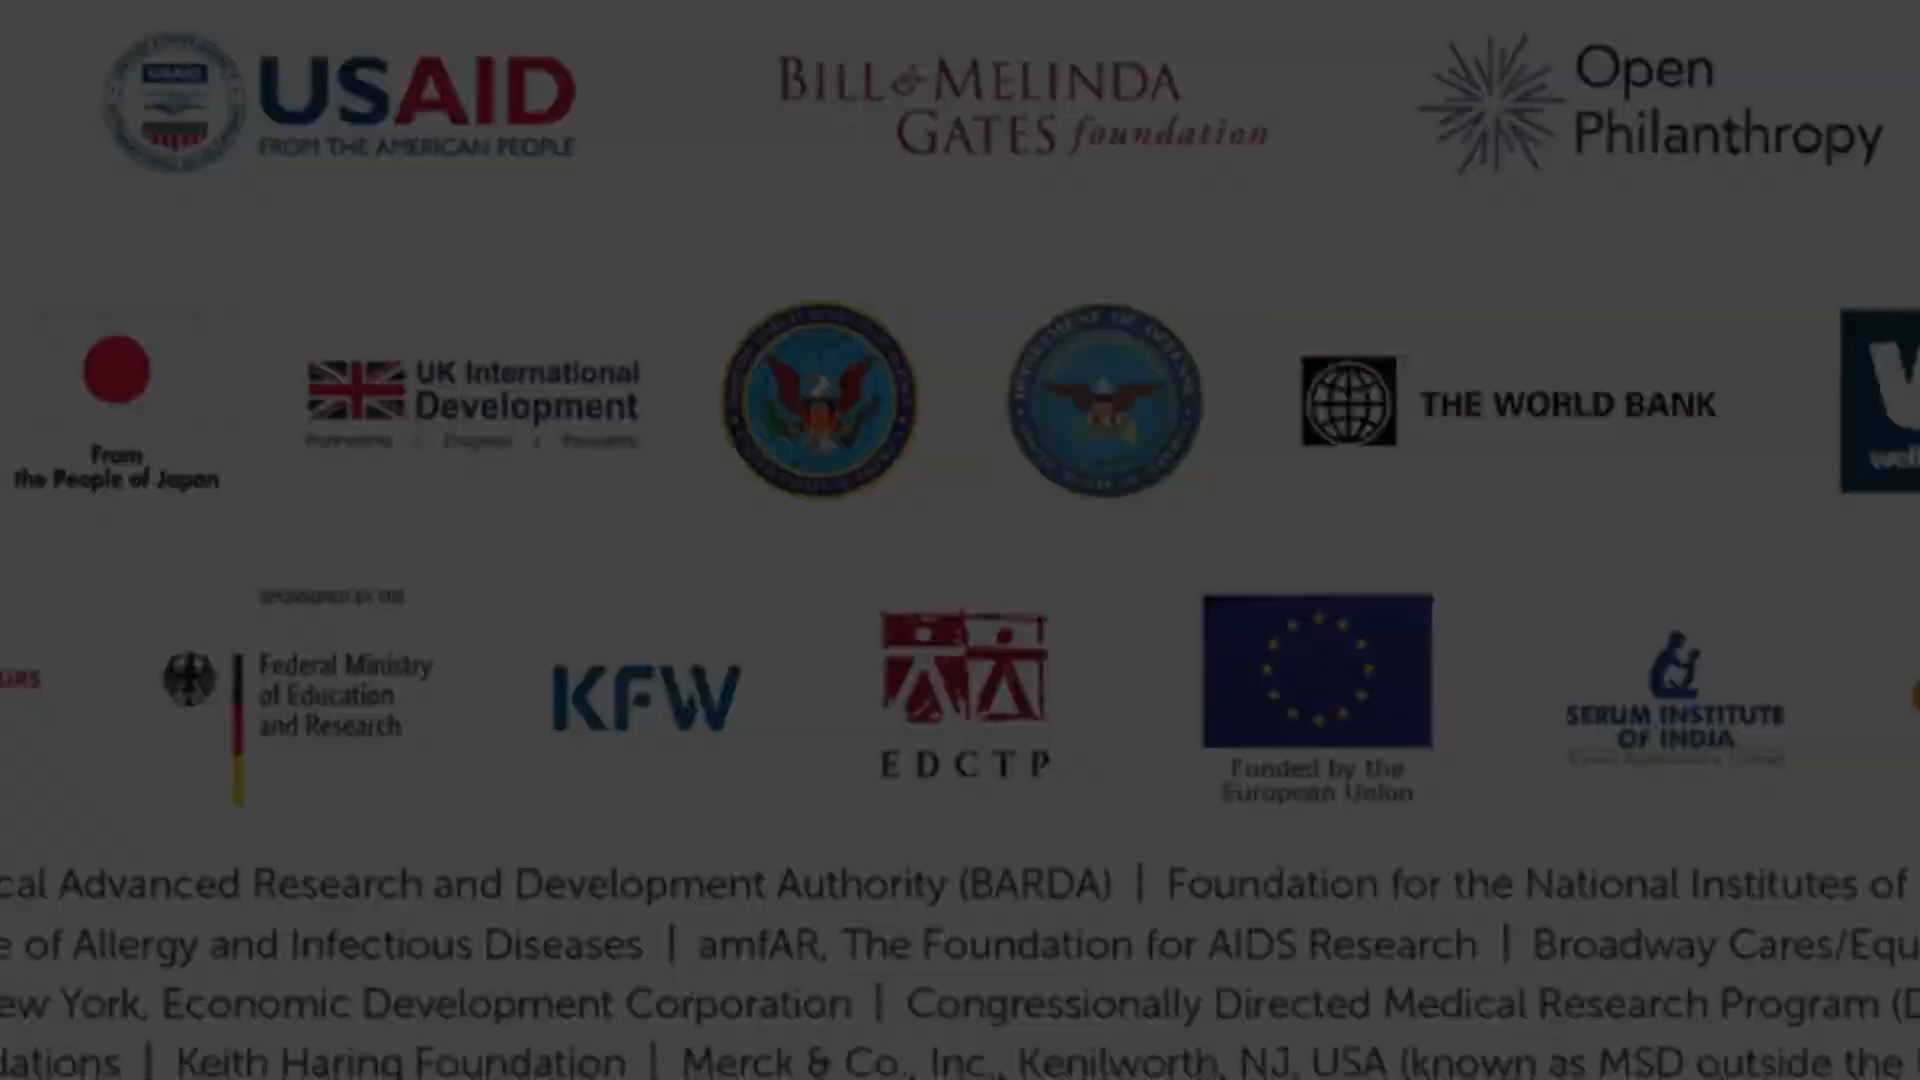 USAID
FROM THE AMERICAN PEOPLE
BILL & MELINDA
GATES foundation
Open
Philanthropy
From
the People of Japan
UK International
Development
THE WORLD BANK
Federal Ministry
of Education
and Research
KFW
EDCTP
Funded by the
European Union
SERUM INSTITUTE
OF INDIA
cal Advanced Research and Development Authority (BARDA) | Foundation for the National Institutes of
e of Allergy and Infectious Diseases | amfAR, The Foundation for AIDS Research | Broadway Cares/Equ
ew York, Economic Development Corporation | Congressionally Directed Medical Research Program (D
dations | Keith Haring Foundation | Merck & Co., Inc., Kenilworth, NJ, USA (known as MSD outside the